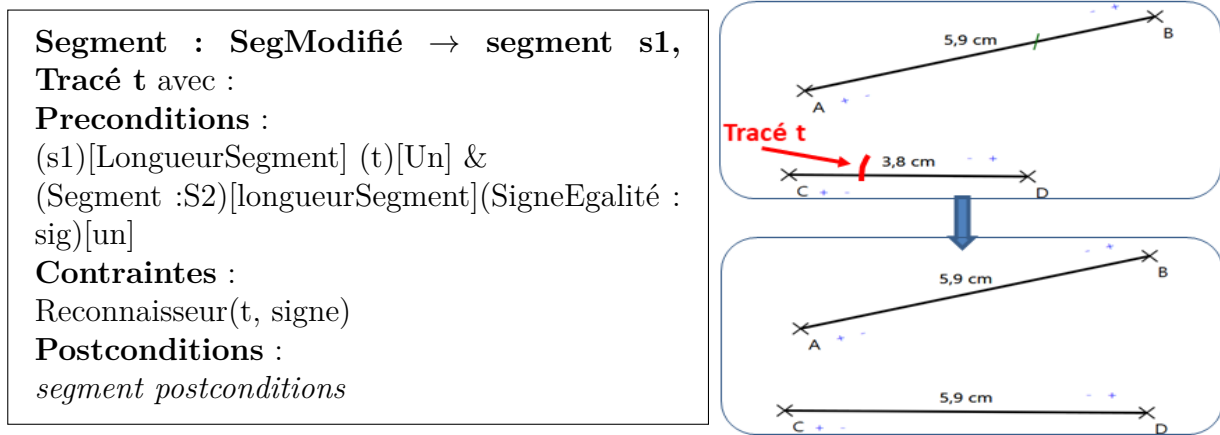 Segment : SegModifié → segment s1,
Tracé t avec :
Preconditions :
(s1)[LongueurSegment] (t)[Un] &
(Segment :S2)[longueurSegment](SigneEgalité :
sig)[un]
Contraintes :
Reconnaisseur(t, signe)
Postconditions :
segment postconditions
- +
B
5,9 cm
A
+ -
Tracé t
3,8 cm
- +
C
+ -
D
- +
B
5,9 cm
A
+ -
5,9 cm
- +
C
+ -
D